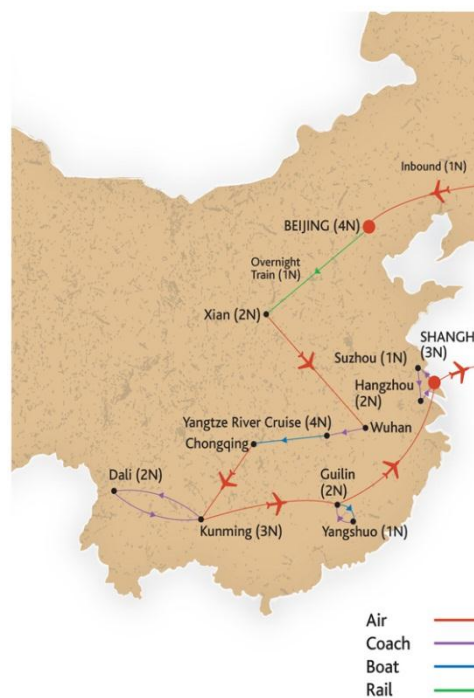 Inbound (1N)
BEIJING (4N)
Overnight
Train (1N)
Xian (2N)
SHANGH
(3N)
Suzhou (1N)
Hangzhou
(2N)
Yangtze River Cruise (4N)
Wuhan
Chongqing
Dali (2N)
Guilin
(2N)
Kunming (3N)
Yangshuo (1N)
Air
Coach
Boat
Rail